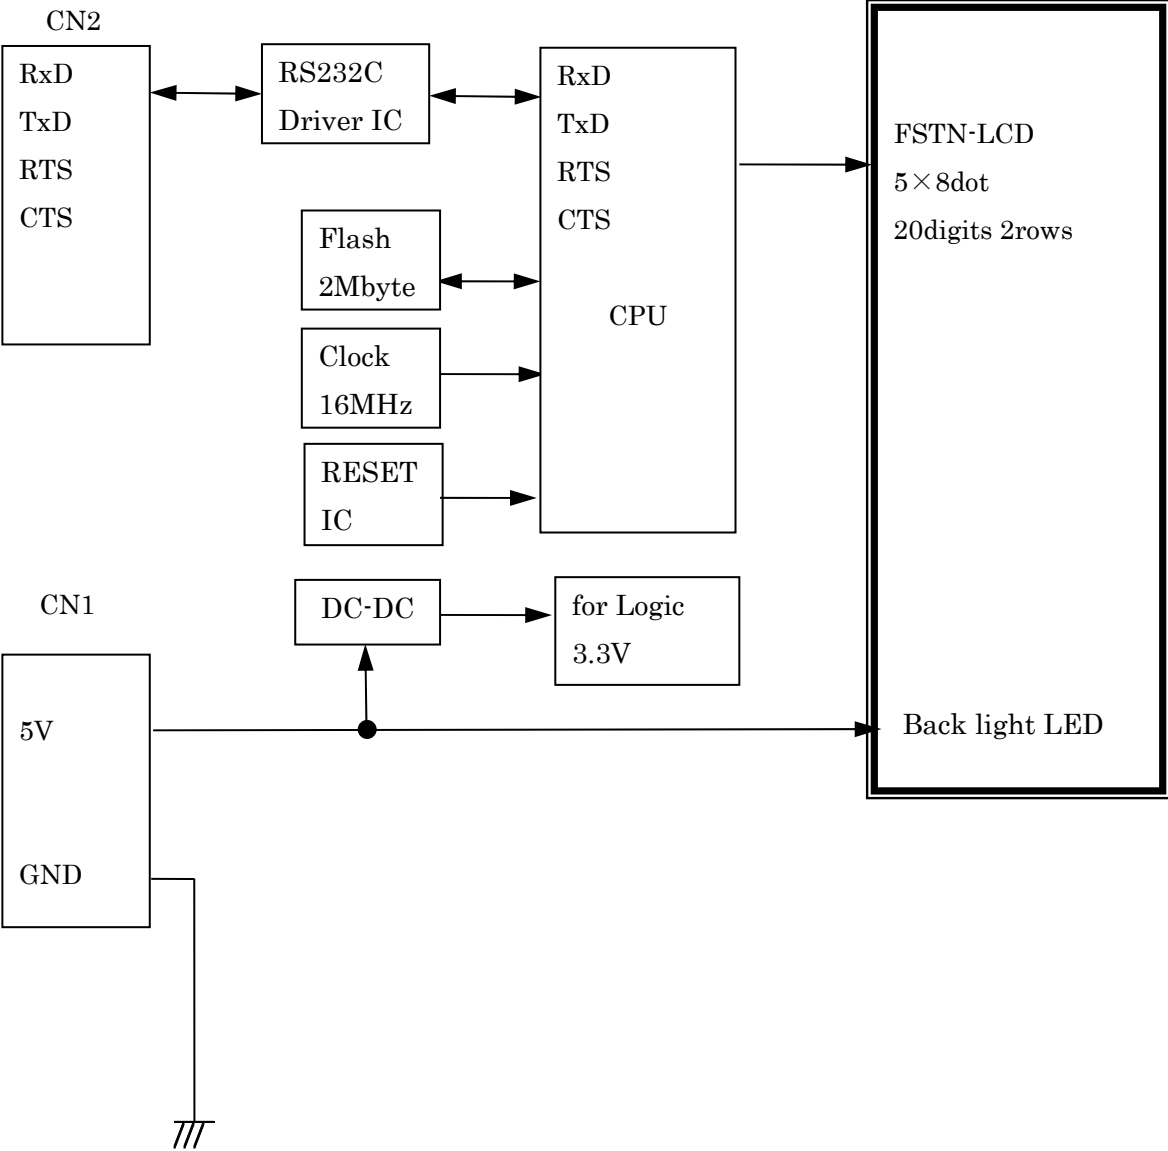 CN2
RxD
TxD
RTS
CTS
RS232C
Driver IC
RxD
TxD
RTS
CTS
CPU
FSTN-LCD
5×8dot
20digits 2rows
Flash
2Mbyte
Clock
16MHz
RESET
IC
CN1
DC-DC
for Logic
3.3V
5V
Back light LED
GND